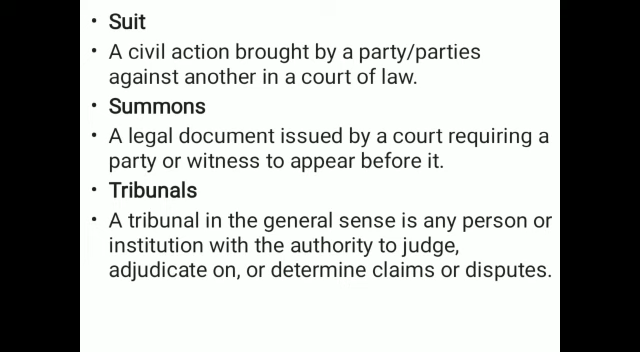 • Suit
• A civil action brought by a party/parties
against another in a court of law.
• Summons
• A legal document issued by a court requiring a
party or witness to appear before it.
• Tribunals
• A tribunal in the general sense is any person or
institution with the authority to judge,
adjudicate on, or determine claims or disputes.